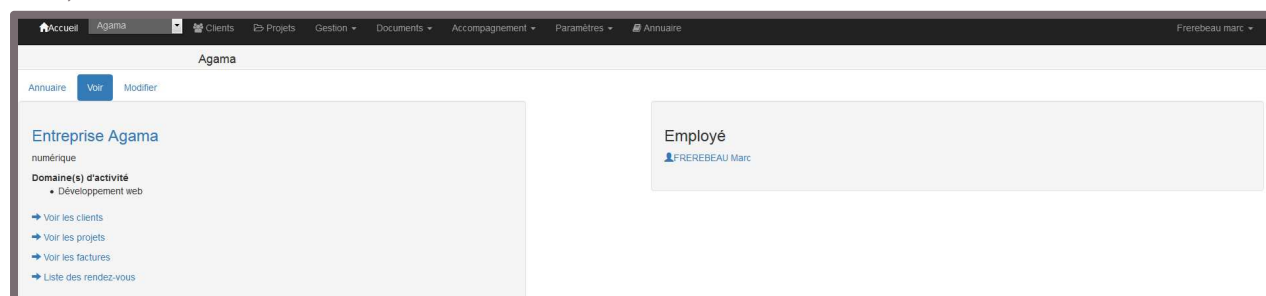 Accueil Agama Clients Projets Gestion Documents Accompagnement Paramètres Annuaire Frerebeau marc
Agama
Annuaire Voir Modifier
Entreprise Agama
numérique
Domaine(s) d'activité
• Développement web
Voir les clients
Voir les projets
Voir les factures
Liste des rendez-vous
Employé
FREREBEAU Marc